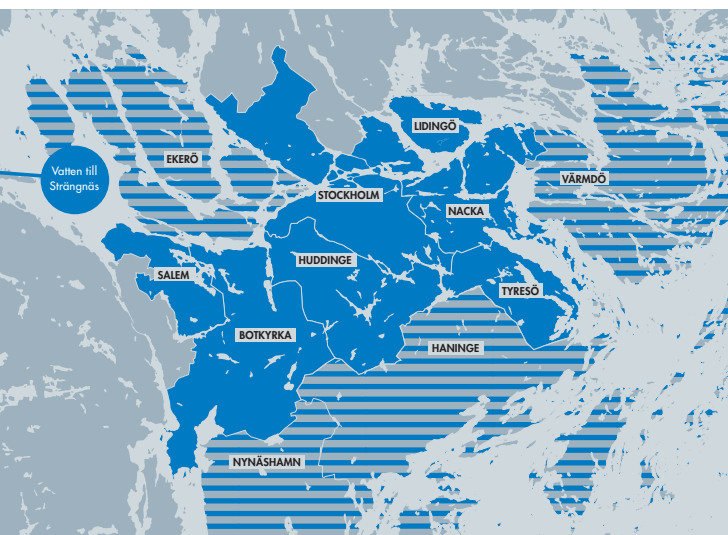 LIDINGÖ
EKERÖ
Vatten till
Strängnäs
VÄRMDÖ
STOCKHOLM
NACKA
HUDDINGE
SALEM
TYRESÖ
BOTKYRKA
HANINGE
NYNÄSHAMN